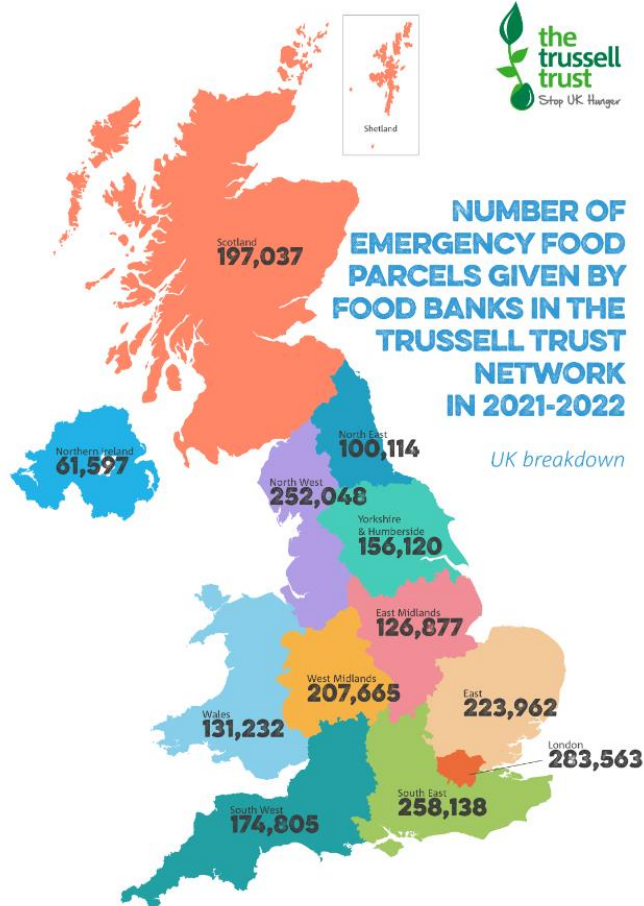 the
trussell
trust
Stop UK Hunger
Shetland
NUMBER OF
EMERGENCY FOOD
PARCELS GIVEN BY
FOOD BANKS IN THE
TRUSSELL TRUST
NETWORK
IN 2021-2022
UK breakdown
Scotland
197,037
Northern Ireland
61,597
North East
100,114
North West
252,048
Yorkshire
& Humberside
156,120
East Midlands
126,877
West Midlands
207,665
Wales
131,232
East
223,962
London
283,563
South East
258,138
South West
174,805